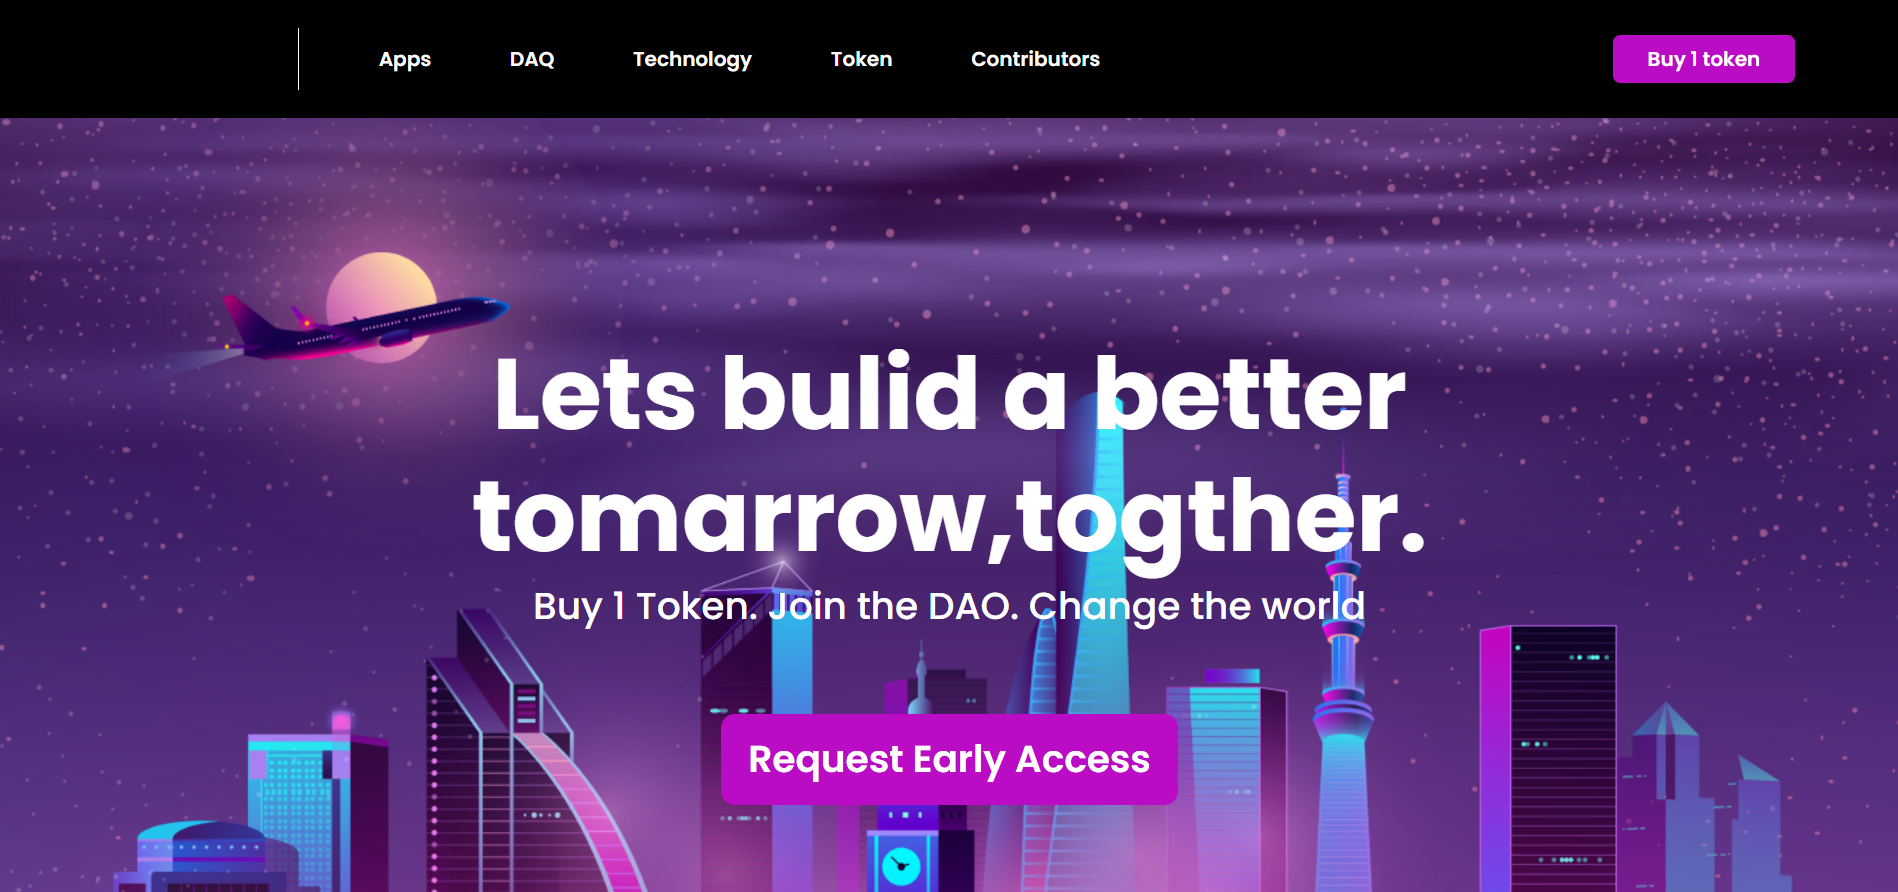 Apps DAQ Technology Token Contributors Buy 1 token
Lets bulid a better
tomarrow,togther.
Buy 1 Token. Join the DAO. Change the world
Request Early Access